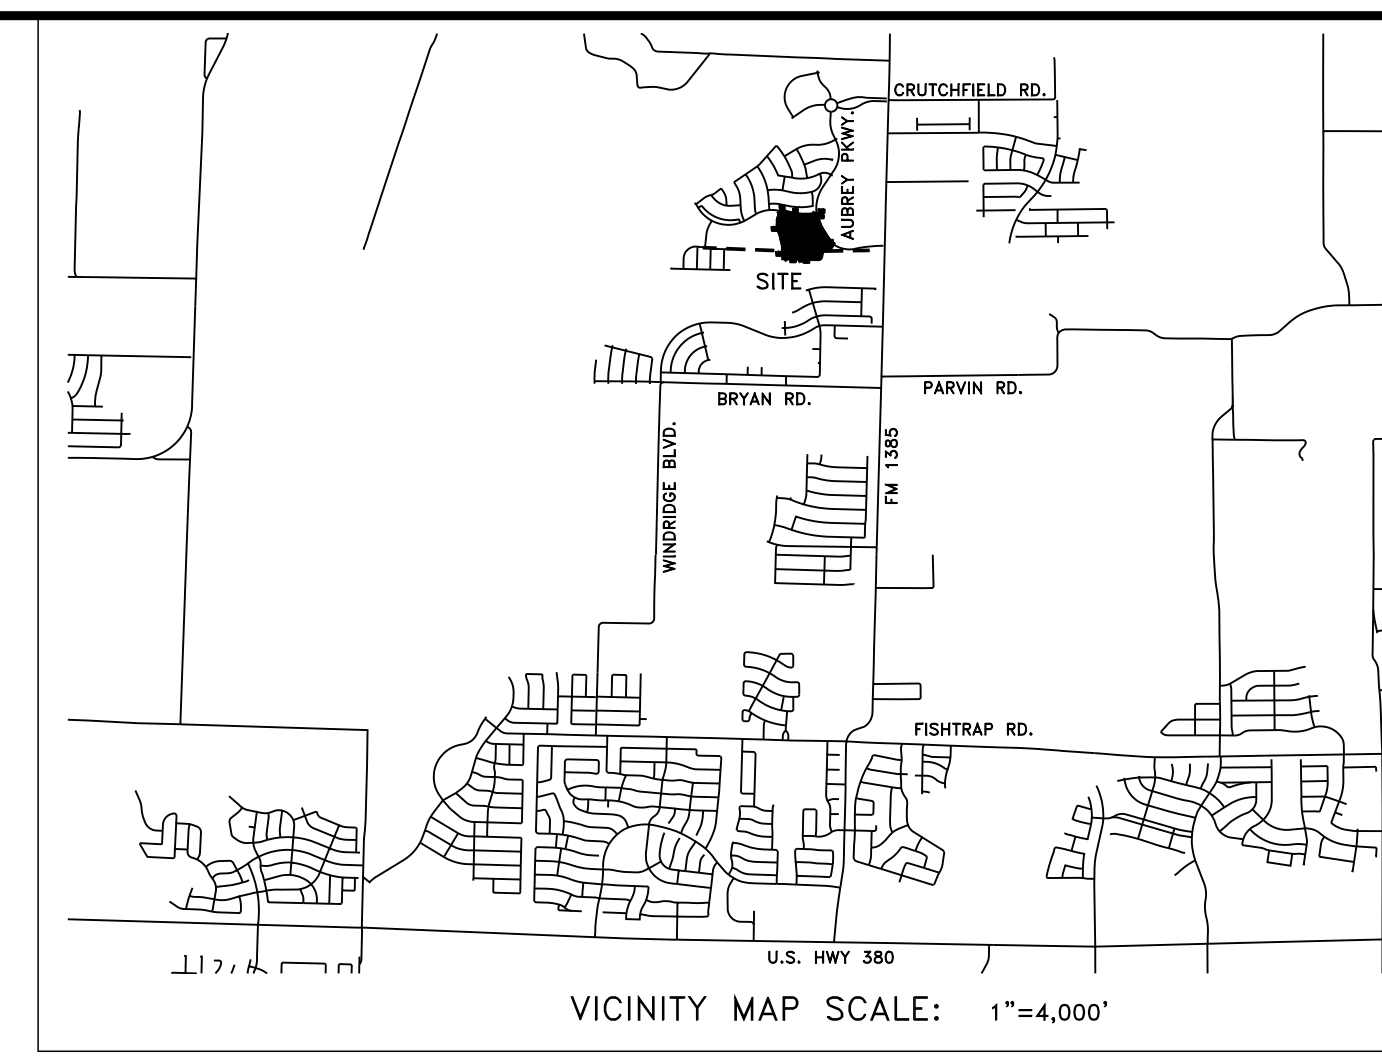 CRUTCHFIELD RD.
AUBREY PKWY.
SITE
BRYAN RD.
PARVIN RD.
WINDRIDGE BLVD.
FM 1385
FISHTRAP RD.
U.S. HWY 380
VICINITY MAP SCALE: 1"=4,000'